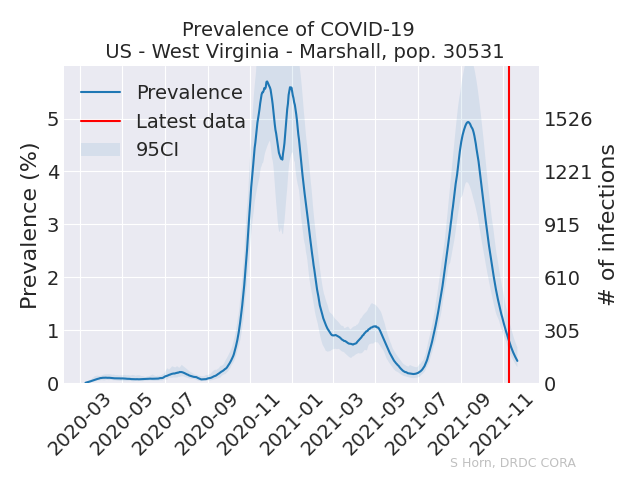 Prevalence of COVID-19
US - West Virginia - Marshall, pop. 30531
Prevalence
Latest data
95CI
Prevalence (%)
5
4
3
2
1
0
1526
1221
915
610
305
0
# of infections
2020-03
2020-05
2020-07
2020-09
2020-11
2021-01
2021-03
2021-05
2021-07
2021-09
2021-11
S Horn, DRDC CORA